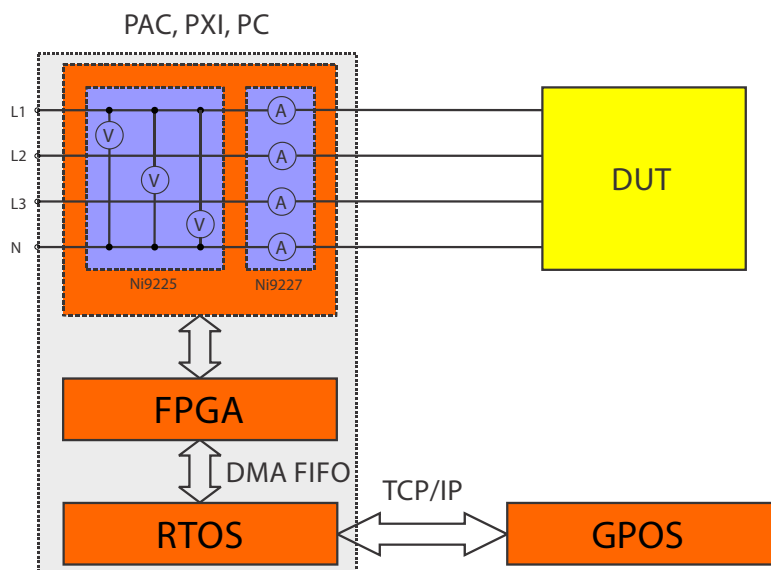 PAC, PXI, PC
L1
A
V
L2
A
V
DUT
L3
A
V
N
A
Ni9225
Ni9227
FPGA
DMA FIFO
TCP/IP
RTOS
GPOS